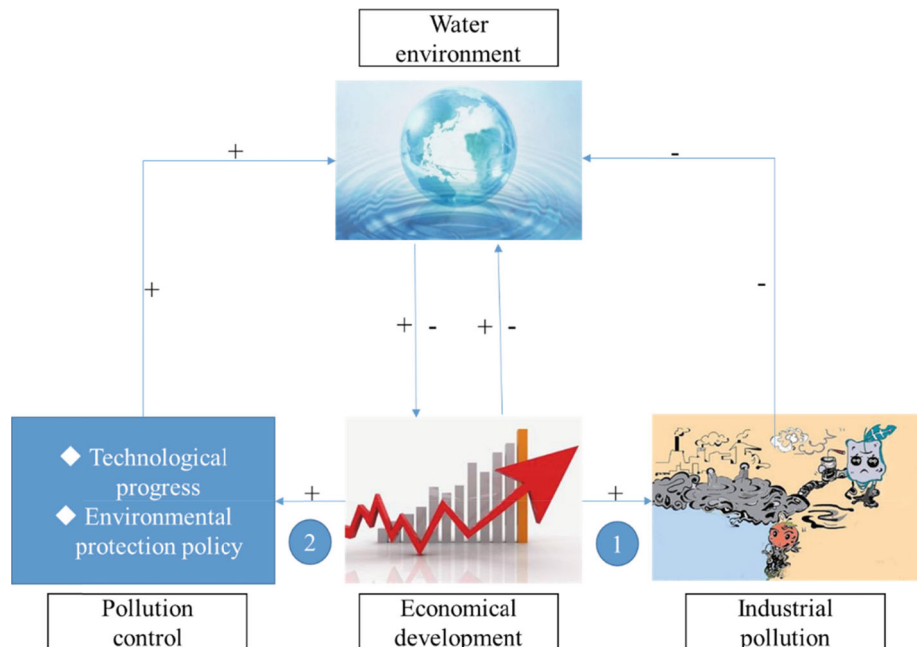 Water
environment
+
-
+
-
+ -
+ -
◆ Technological
progress
◆ Environmental
protection policy
+
2
+
1
Pollution
control
Economical
development
Industrial
pollution